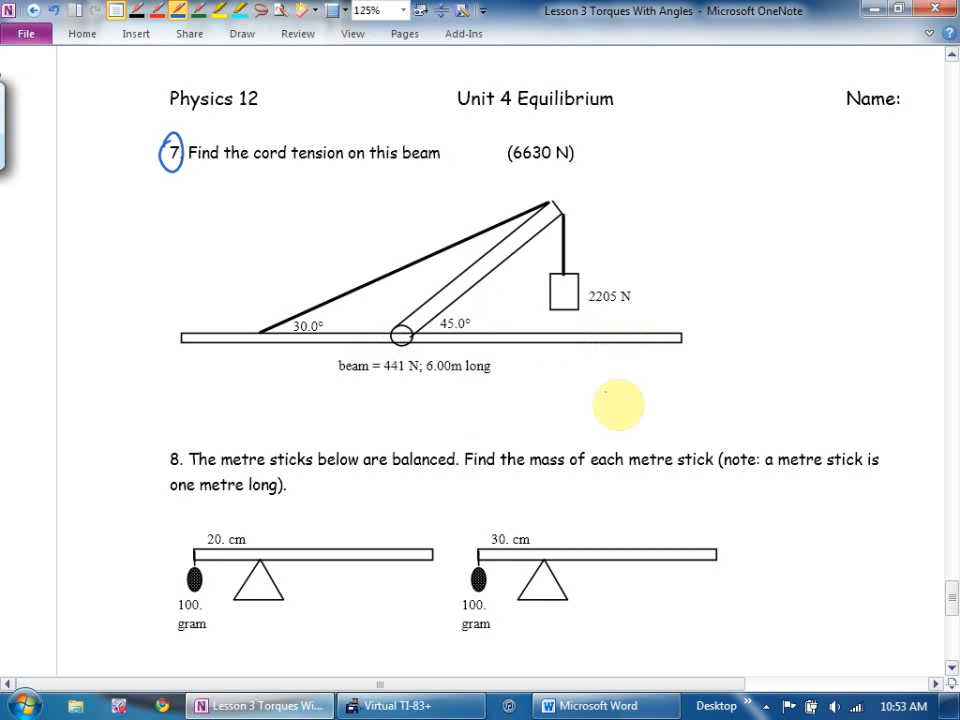 125%
Lesson 3 Torques With Angles - Microsoft OneNote
File Home Insert Share Draw Review View Pages Add-Ins
Physics 12 Unit 4 Equilibrium Name:
7. Find the cord tension on this beam (6630 N)
2205 N
30.0° 45.0°
beam = 441 N; 6.00m long
8. The metre sticks below are balanced. Find the mass of each metre stick (note: a metre stick is
one metre long).
20. cm 30. cm
100. 100.
gram gram
Lesson 3 Torques Wi... Virtual TI-83+ Microsoft Word Desktop 10:53 AM